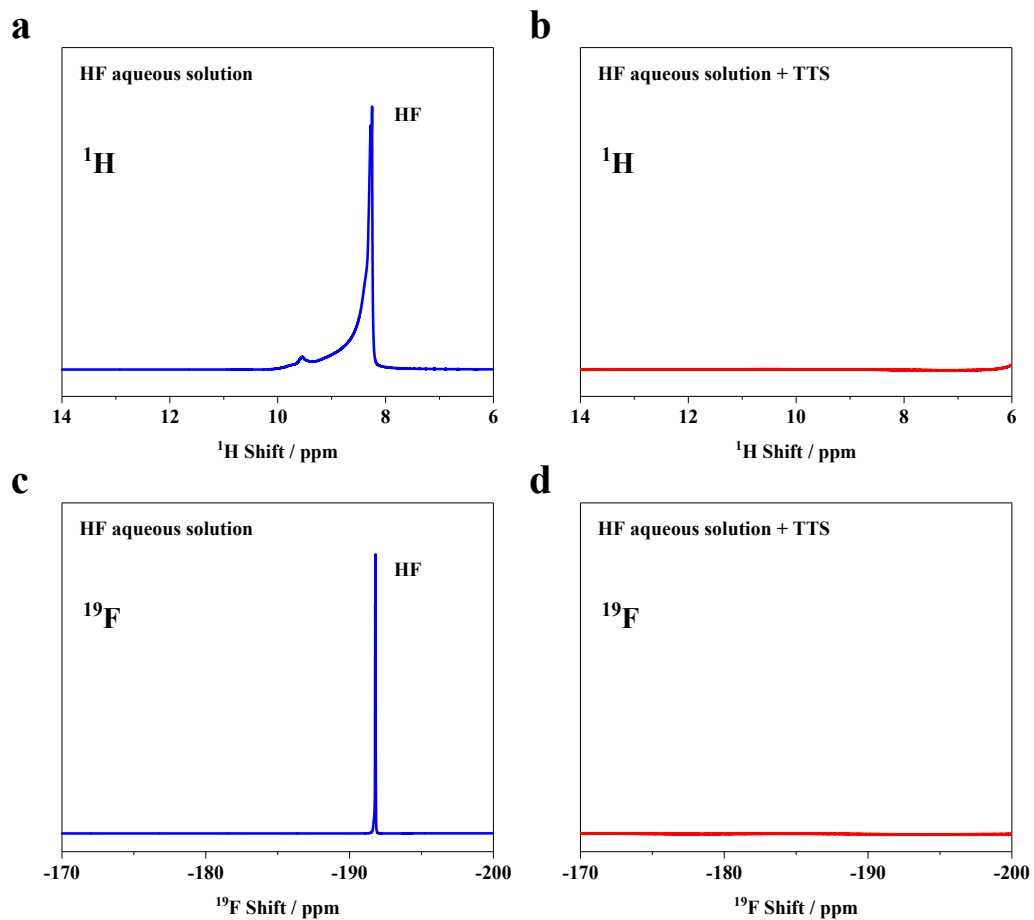 a
HF aqueous solution
HF
¹H
14 12 10 8 6
¹H Shift / ppm
b
HF aqueous solution + TTS
¹H
14 12 10 8 6
¹H Shift / ppm
c
HF aqueous solution
HF
¹⁹F
-170 -180 -190 -200
¹⁹F Shift / ppm
d
HF aqueous solution + TTS
¹⁹F
-170 -180 -190 -200
¹⁹F Shift / ppm